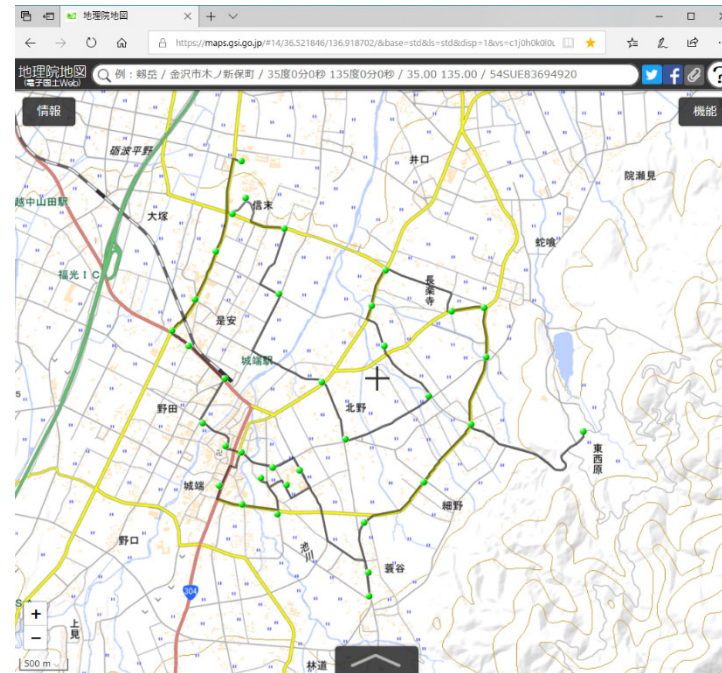 地理院地図
https://maps.gsi.go.jp/#14/36.521846/136.918702/&base=std&ls=std&disp=1&vs=c1j0h0k0l0u
地理院地図
(電子国土Web)
例：剱岳 / 金沢市木ノ新保町 / 35度0分0秒 135度0分0秒 / 35.00 135.00 / 54SUE83694920
情報
機能
砺波平野
井口
院瀬見
越中山田駅
信末
大塚
蛇喰
福光IC
長楽寺
是安
城端駅
野田
北野
東西原
城端
細野
野口
池川
蓑谷
304
上見
林道
+
−
500 m